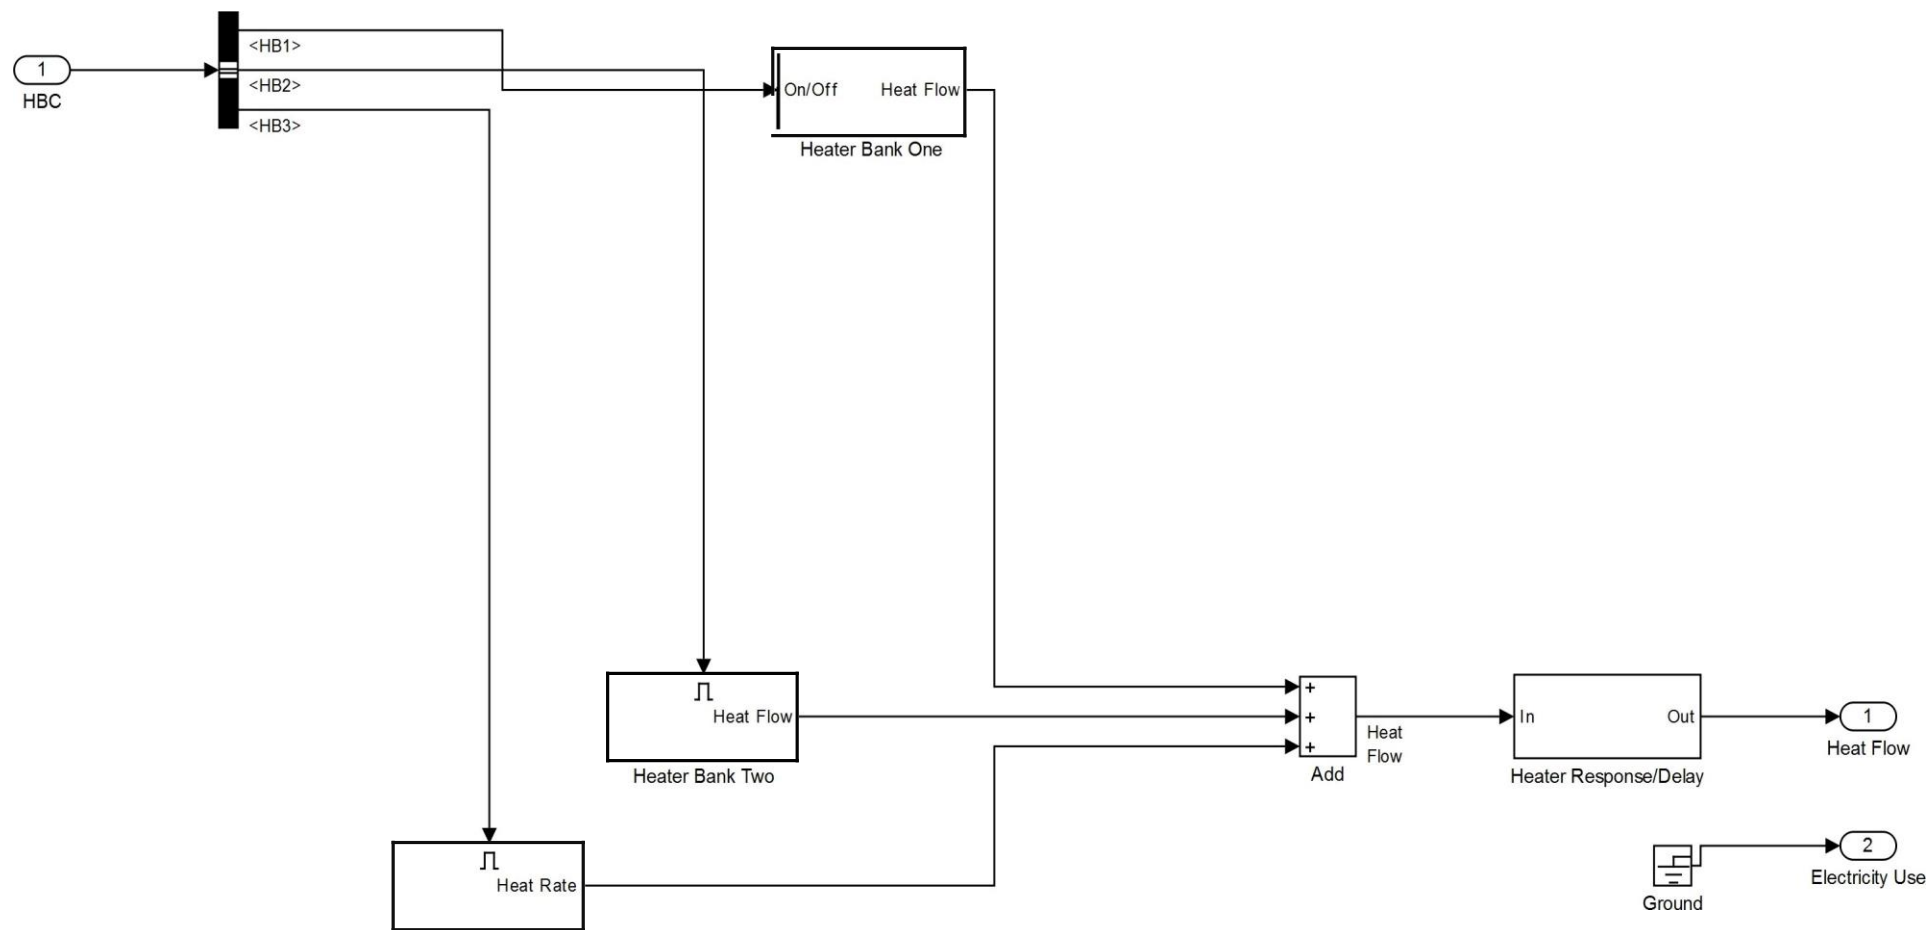 <HB1>
1
HBC
<HB2>
<HB3>
On/Off Heat Flow
Heater Bank One
Heat Flow
Heater Bank Two
+
+
+
Add
Heat
Flow
In Out
Heater Response/Delay
1
Heat Flow
Heat Rate
Ground
2
Electricity Use